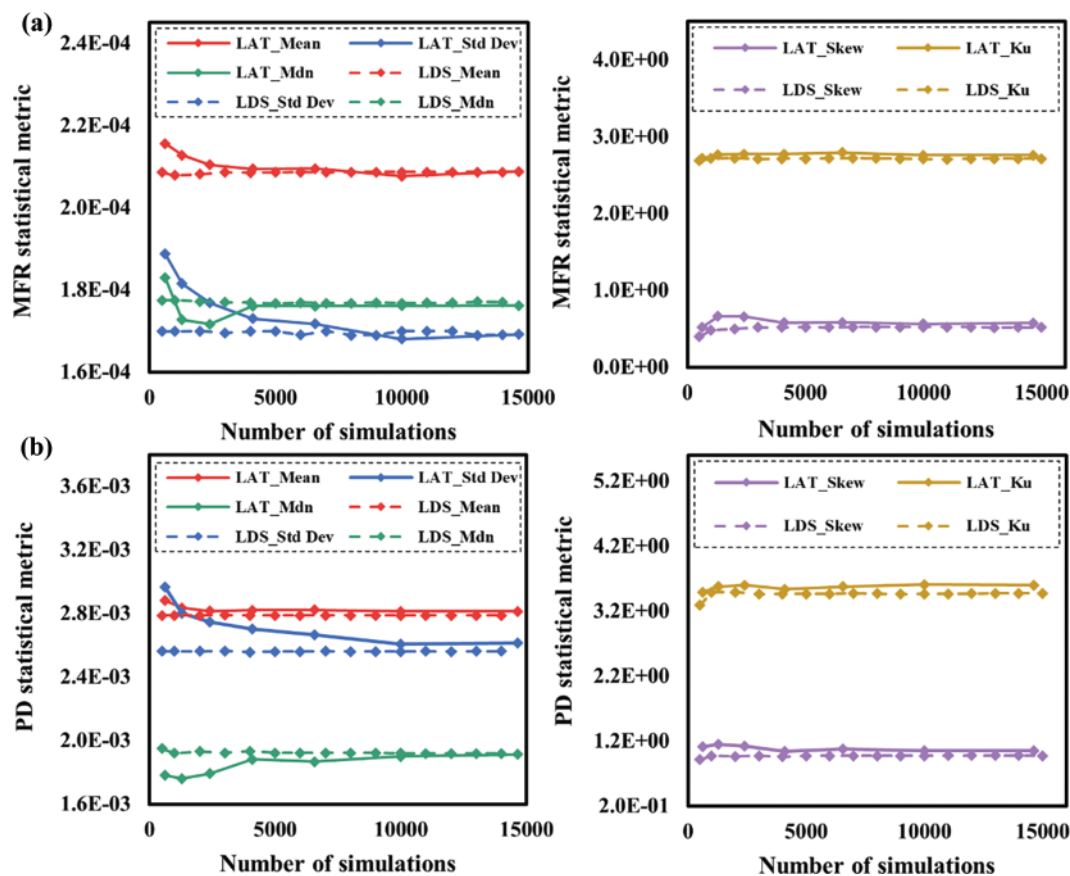 (a)
2.4E-04
2.2E-04
2.0E-04
1.8E-04
1.6E-04
MFR statistical metric
LAT_Mean
LAT_Std Dev
LAT_Mdn
LDS_Mean
LDS_Std Dev
LDS_Mdn
0 5000 10000 15000
Number of simulations
4.0E+00
3.0E+00
2.0E+00
1.0E+00
0.0E+00
MFR statistical metric
LAT_Skew
LAT_Ku
LDS_Skew
LDS_Ku
0 5000 10000 15000
Number of simulations
(b)
3.6E-03
3.2E-03
2.8E-03
2.4E-03
2.0E-03
1.6E-03
PD statistical metric
LAT_Mean
LAT_Std Dev
LAT_Mdn
LDS_Mean
LDS_Std Dev
LDS_Mdn
0 5000 10000 15000
Number of simulations
5.2E+00
4.2E+00
3.2E+00
2.2E+00
1.2E+00
2.0E-01
PD statistical metric
LAT_Skew
LAT_Ku
LDS_Skew
LDS_Ku
0 5000 10000 15000
Number of simulations